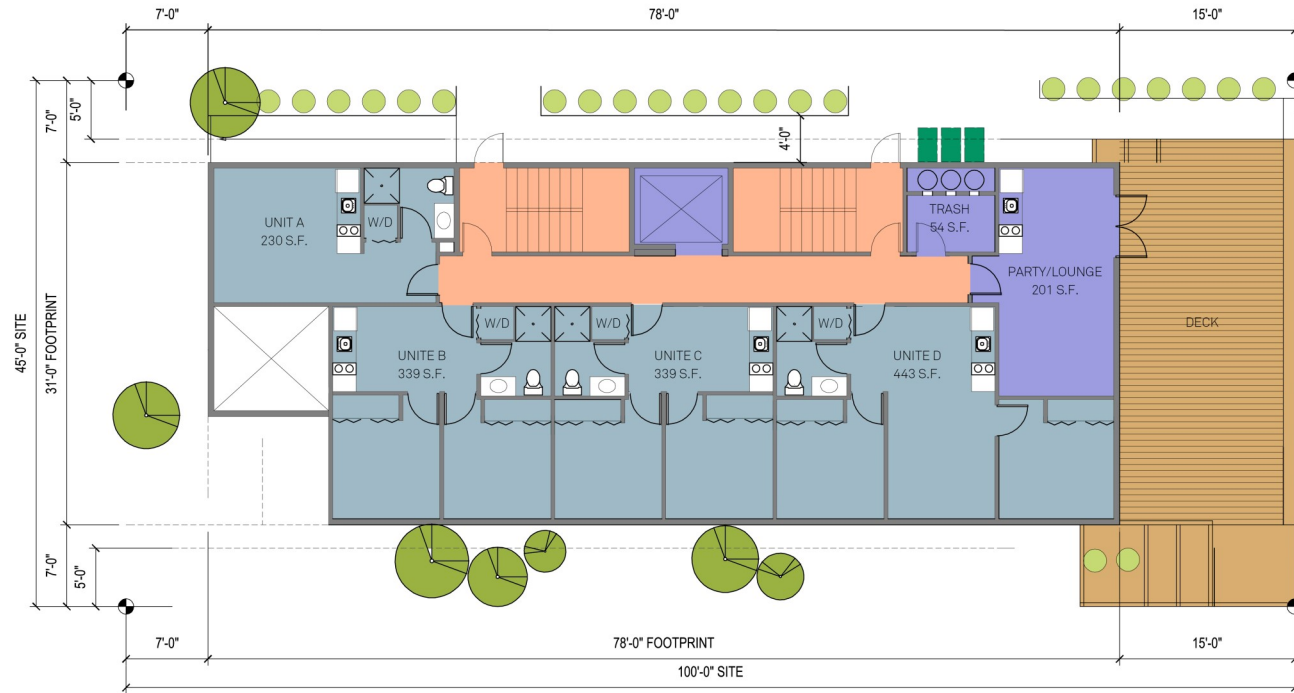 7'-0"
78'-0"
15'-0"
7'-0"
5'-0"
4'-0"
45'-0" SITE
31'-0" FOOTPRINT
UNIT A
230 S.F.
W/D
TRASH
54 S.F.
PARTY/LOUNGE
201 S.F.
DECK
W/D
W/D
W/D
UNITE B
339 S.F.
UNITE C
339 S.F.
UNITE D
443 S.F.
7'-0"
5'-0"
7'-0"
78'-0" FOOTPRINT
15'-0"
100'-0" SITE